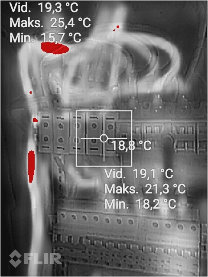 Vid. 19,3 °C
Maks. 25,4 °C
Min. 15,7 °C
18,8 °C
Vid. 19,1 °C
Maks. 21,3 °C
Min. 18,2 °C
FLIR